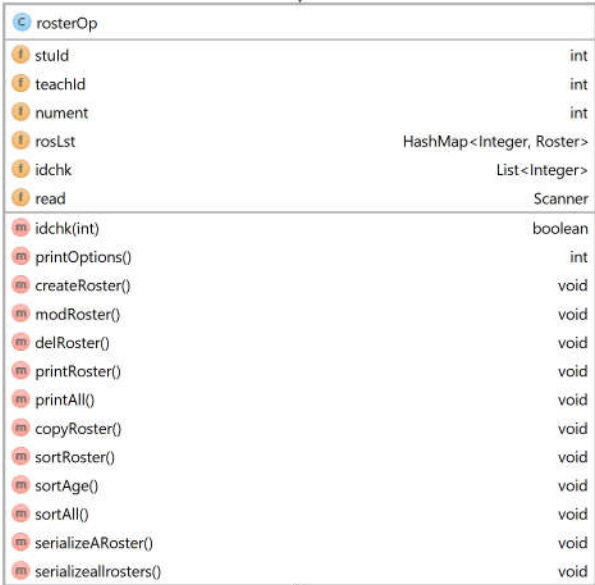 C rosterOp
f stuId int
f teachId int
f nument int
f rosLst HashMap<Integer, Roster>
f idchk List<Integer>
f read Scanner
m idchk(int) boolean
m printOptions() int
m createRoster() void
m modRoster() void
m delRoster() void
m printRoster() void
m printAll() void
m copyRoster() void
m sortRoster() void
m sortAge() void
m sortAll() void
m serializeARoster() void
m serializeallrosters() void